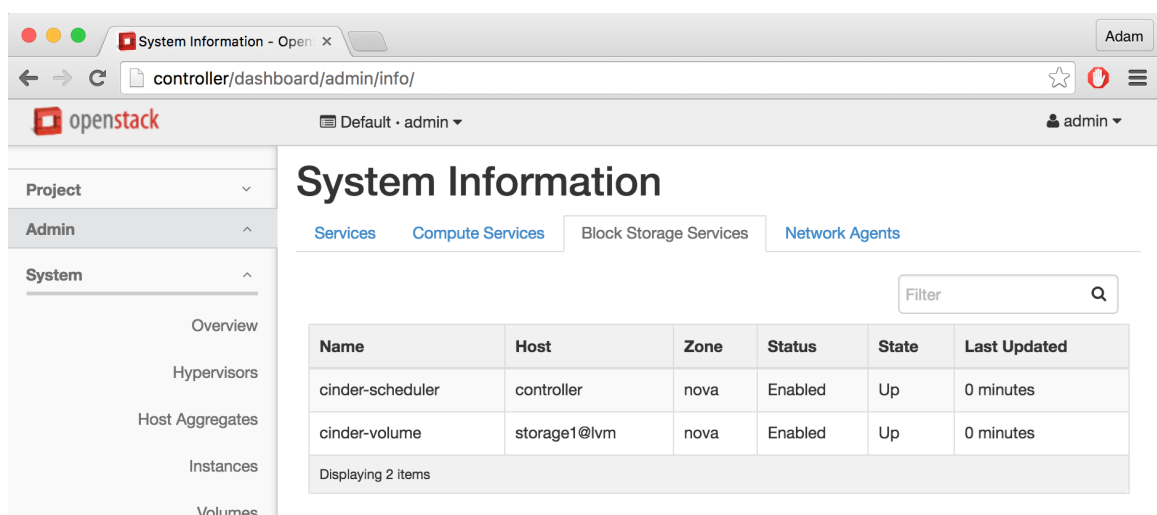 System Information - Open
Adam
controller/dashboard/admin/info/
openstack
Default • admin
admin
Project
Admin
System
Overview
Hypervisors
Host Aggregates
Instances
Volumes
System Information
Services Compute Services Block Storage Services Network Agents
Filter
Name Host Zone Status State Last Updated
cinder-scheduler controller nova Enabled Up 0 minutes
cinder-volume storage1@lvm nova Enabled Up 0 minutes
Displaying 2 items